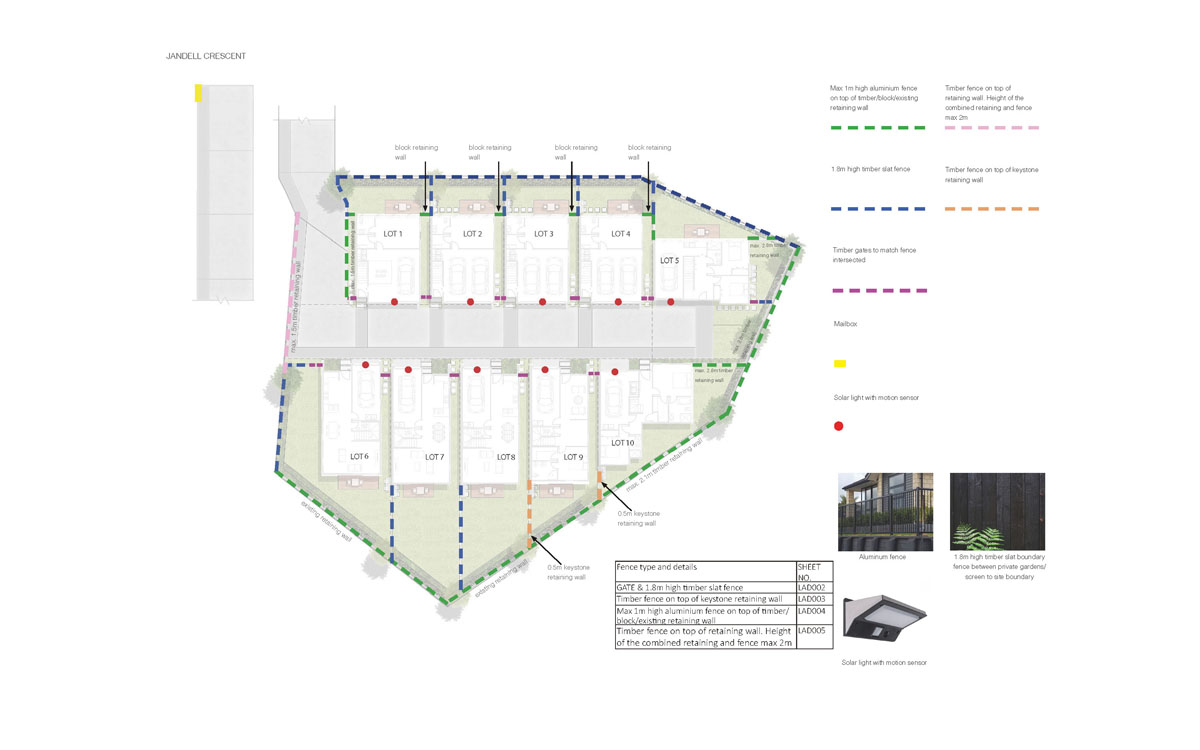 JANDELL CRESCENT
Max 1m high aluminium fence
on top of timber/block/existing
retaining wall
Timber fence on top of
retaining wall. Height of the
combined retaining and fence
max 2m
1.8m high timber slat fence
Timber fence on top of keystone
retaining wall
Timber gates to match fence
intersected
Mailbox
Solar light with motion sensor
block retaining
wall
block retaining
wall
block retaining
wall
block retaining
wall
LOT 1
LOT 2
LOT 3
LOT 4
LOT 5
max. 1.6m timber retaining wall
max. 1.5m timber retaining wall
max. 2.9m timber
retaining wall
retaining wall
max. 2.8m timber
retaining wall
LOT 6
LOT 7
LOT 8
LOT 9
LOT 10
max. 2.1m timber retaining wall
existing retaining wall
existing retaining wall
0.5m keystone
retaining wall
0.5m keystone
retaining wall
Fence type and details
SHEET
NO.
GATE & 1.8m high timber slat fence
LAD002
Timber fence on top of keystone retaining wall
LAD003
Max 1m high aluminium fence on top of timber/
block/existing retaining wall
LAD004
Timber fence on top of retaining wall. Height
of the combined retaining and fence max 2m
LAD005
Aluminum fence
1.8m high timber slat boundary
fence between private gardens/
screen to site boundary
Solar light with motion sensor